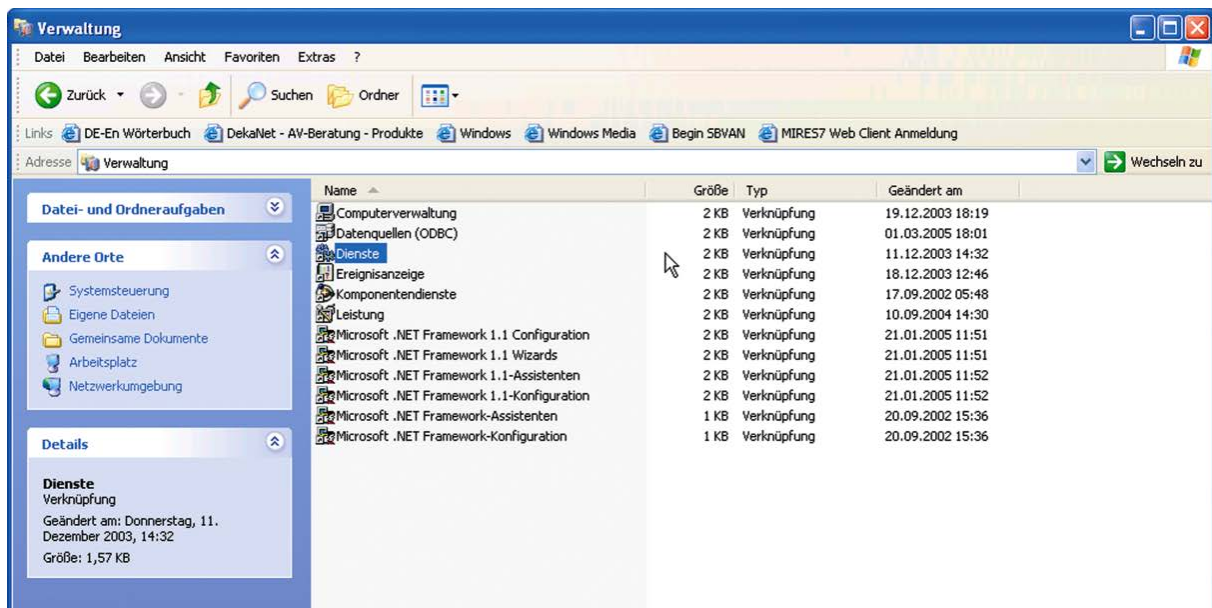 Verwaltung
Datei Bearbeiten Ansicht Favoriten Extras ?
Zurück Suchen Ordner
Links DE-En Wörterbuch DekaNet - AV-Beratung - Produkte Windows Windows Media Begin SBVAN MIRES7 Web Client Anmeldung
Adresse Verwaltung Wechseln zu
Datei- und Ordneraufgaben
Andere Orte
Systemsteuerung
Eigene Dateien
Gemeinsame Dokumente
Arbeitsplatz
Netzwerkumgebung
Details
Dienste
Verknüpfung
Geändert am: Donnerstag, 11.
Dezember 2003, 14:32
Größe: 1,57 KB
Name Größe Typ Geändert am
Computerverwaltung 2 KB Verknüpfung 19.12.2003 18:19
Datenquellen (ODBC) 2 KB Verknüpfung 01.03.2005 18:01
Dienste 2 KB Verknüpfung 11.12.2003 14:32
Ereignisanzeige 2 KB Verknüpfung 18.12.2003 12:46
Komponentendienste 2 KB Verknüpfung 17.09.2002 05:48
Leistung 2 KB Verknüpfung 10.09.2004 14:30
Microsoft .NET Framework 1.1 Configuration 2 KB Verknüpfung 21.01.2005 11:51
Microsoft .NET Framework 1.1 Wizards 2 KB Verknüpfung 21.01.2005 11:51
Microsoft .NET Framework 1.1-Assistenten 2 KB Verknüpfung 21.01.2005 11:52
Microsoft .NET Framework 1.1-Konfiguration 2 KB Verknüpfung 21.01.2005 11:52
Microsoft .NET Framework-Assistenten 1 KB Verknüpfung 20.09.2002 15:36
Microsoft .NET Framework-Konfiguration 1 KB Verknüpfung 20.09.2002 15:36